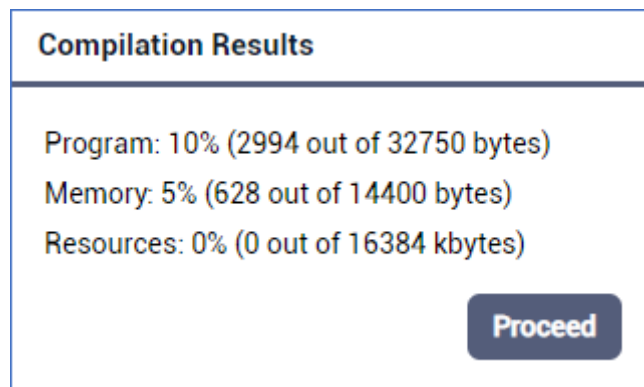 Compilation Results
Program: 10% (2994 out of 32750 bytes)
Memory: 5% (628 out of 14400 bytes)
Resources: 0% (0 out of 16384 kbytes)
Proceed